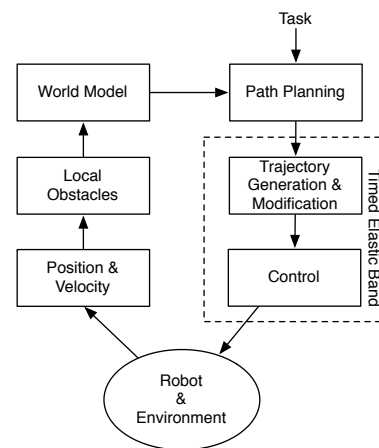 Task
World Model
Path Planning
Local
Obstacles
Trajectory
Generation &
Modification
Timed Elastic Band
Position &
Velocity
Control
Robot
&
Environment